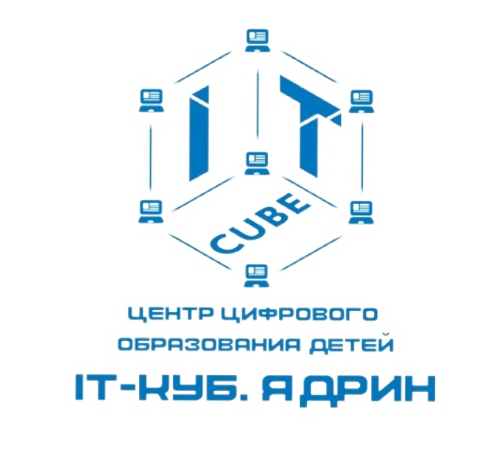 IT
CUBE
ЦЕНТР ЦИФРОВОГО
ОБРАЗОВАНИЯ ДЕТЕЙ
IT-КУБ. ЯДРИН